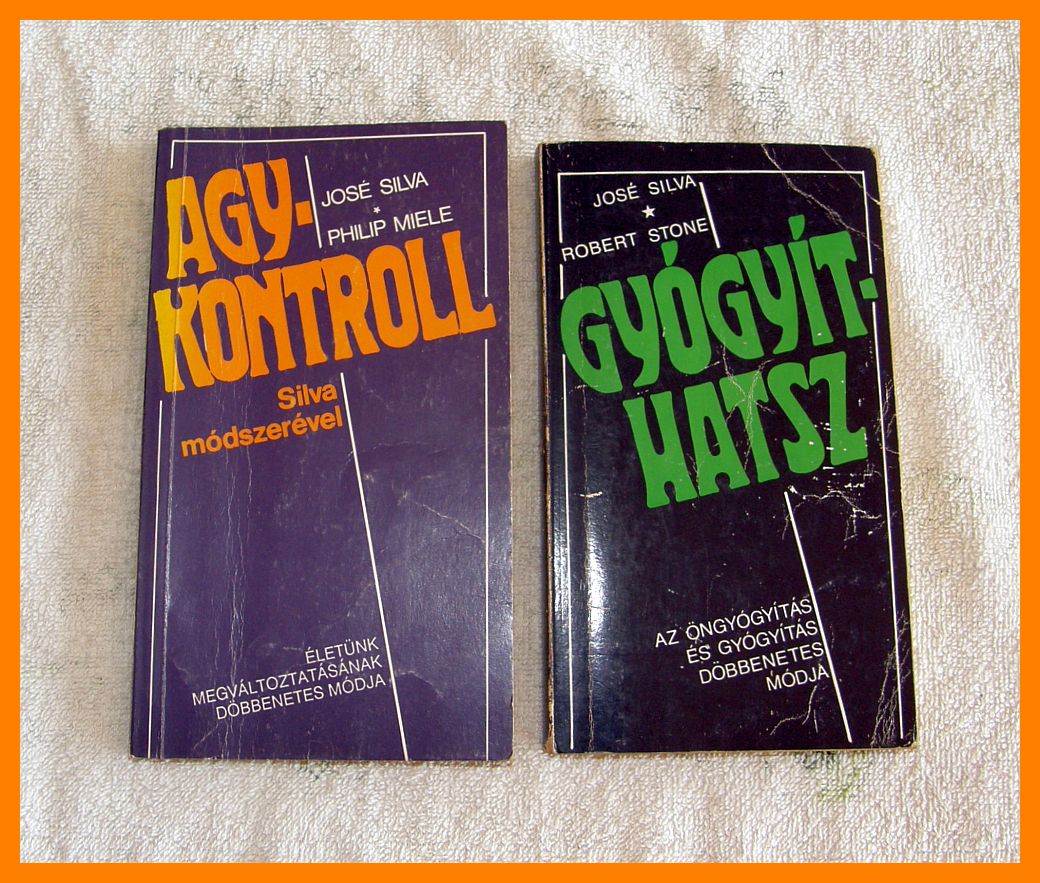 AGY-
KONTROLL
JOSÉ SILVA
★
PHILIP MIELE
Silva
módszerével
ÉLETÜNK
MEGVÁLTOZTATÁSÁNAK
DÖBBENETES MÓDJA
JOSÉ SILVA
★
ROBERT STONE
GYÓGYÍT-
HATSZ
AZ ÖNGYÓGYÍTÁS
ÉS GYÓGYÍTÁS
DÖBBENETES
MÓDJA